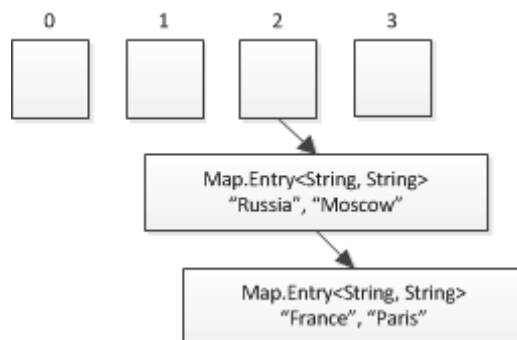 0 1 2 3
Map.Entry<String, String>
“Russia”, “Moscow”
Map.Entry<String, String>
“France”, “Paris”